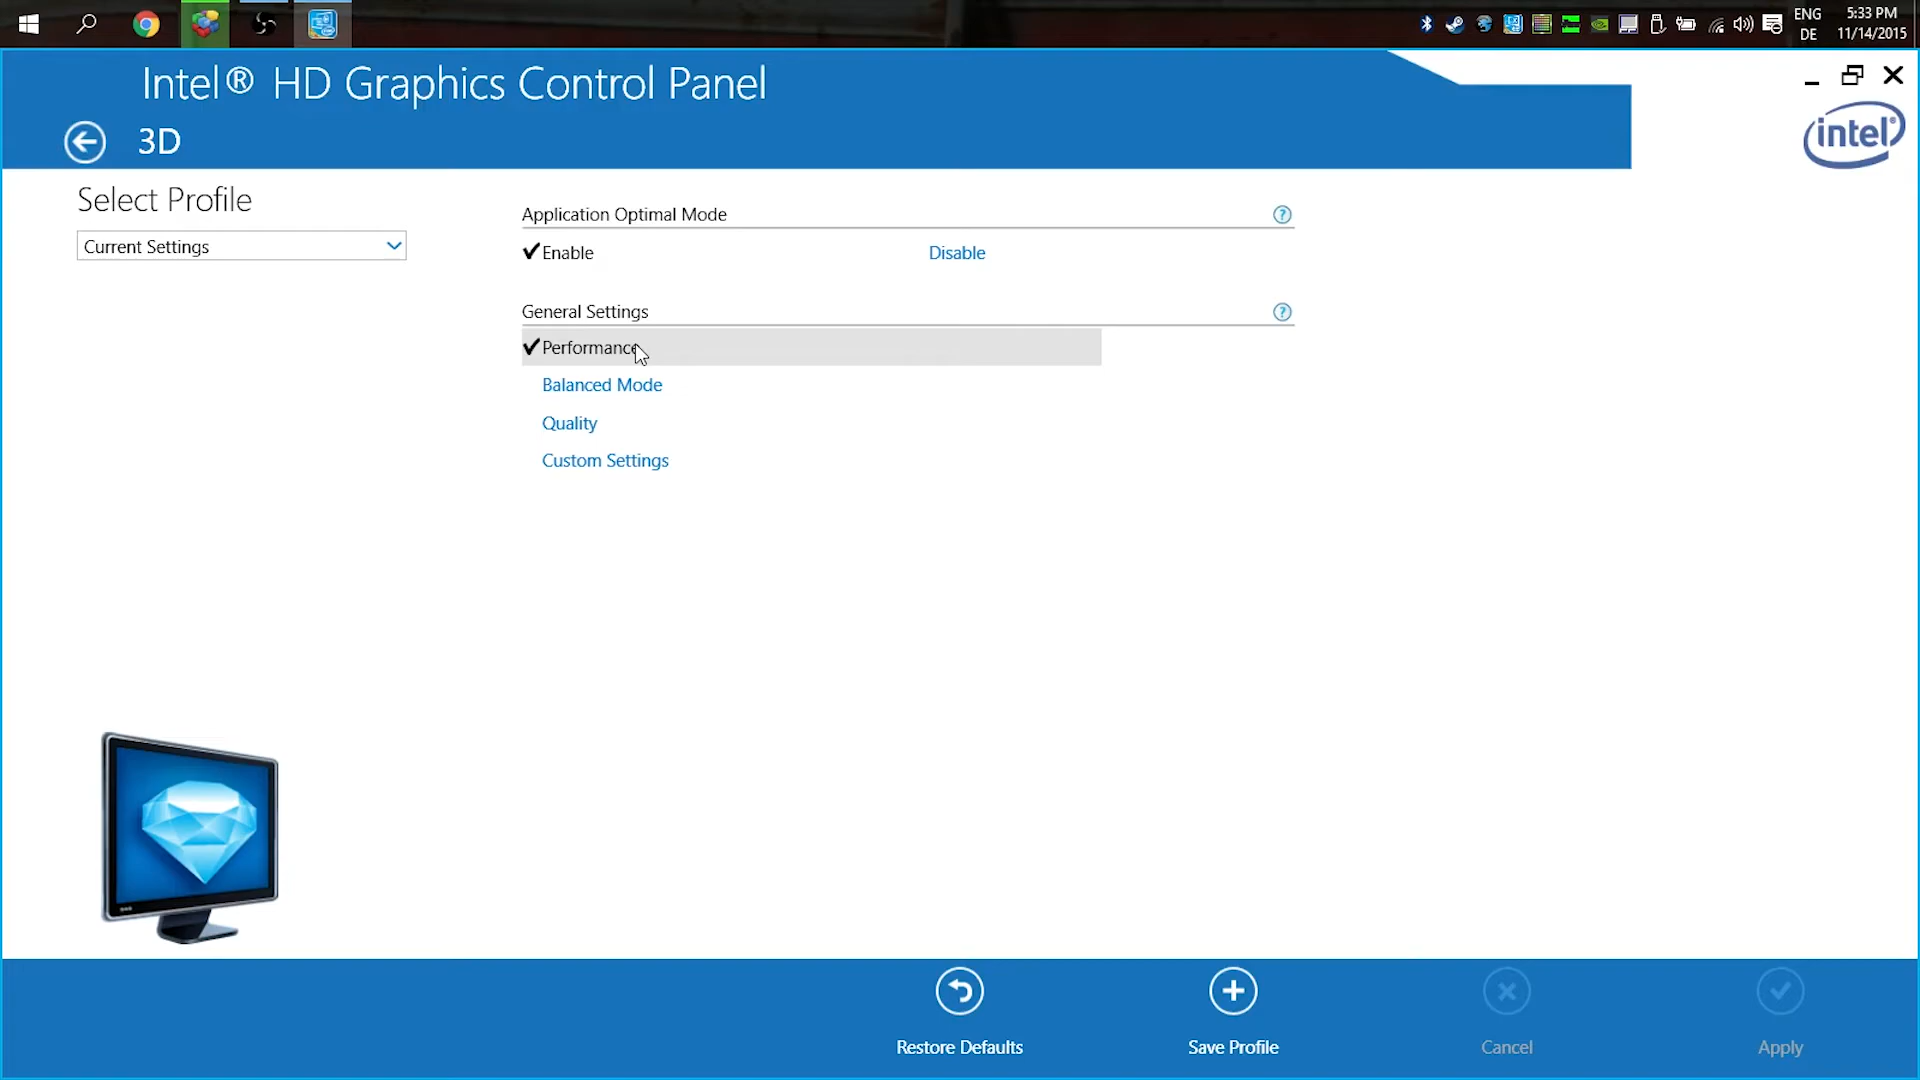 ENG
DE
5:33 PM
11/14/2015
Intel® HD Graphics Control Panel
3D
intel®
Select Profile
Current Settings
Application Optimal Mode
?
✔Enable
Disable
General Settings
?
✔Performance
Balanced Mode
Quality
Custom Settings
Restore Defaults
Save Profile
Cancel
Apply